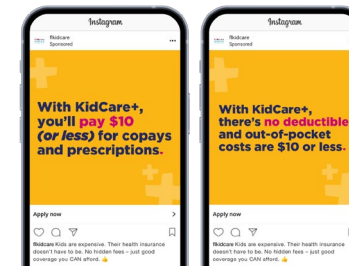 Instagram
flkidcare
Sponsored
With KidCare+,
you'll pay $10
(or less) for copays
and prescriptions.
Apply now
flkidcare Kids are expensive. Their health insurance
doesn't have to be. No hidden fees – just good
coverage you CAN afford. 👍
Instagram
flkidcare
Sponsored
With KidCare+,
there's no deductible
and out-of-pocket
costs are $10 or less.
Apply now
flkidcare Kids are expensive. Their health insurance
doesn't have to be. No hidden fees – just good
coverage you CAN afford. 👍